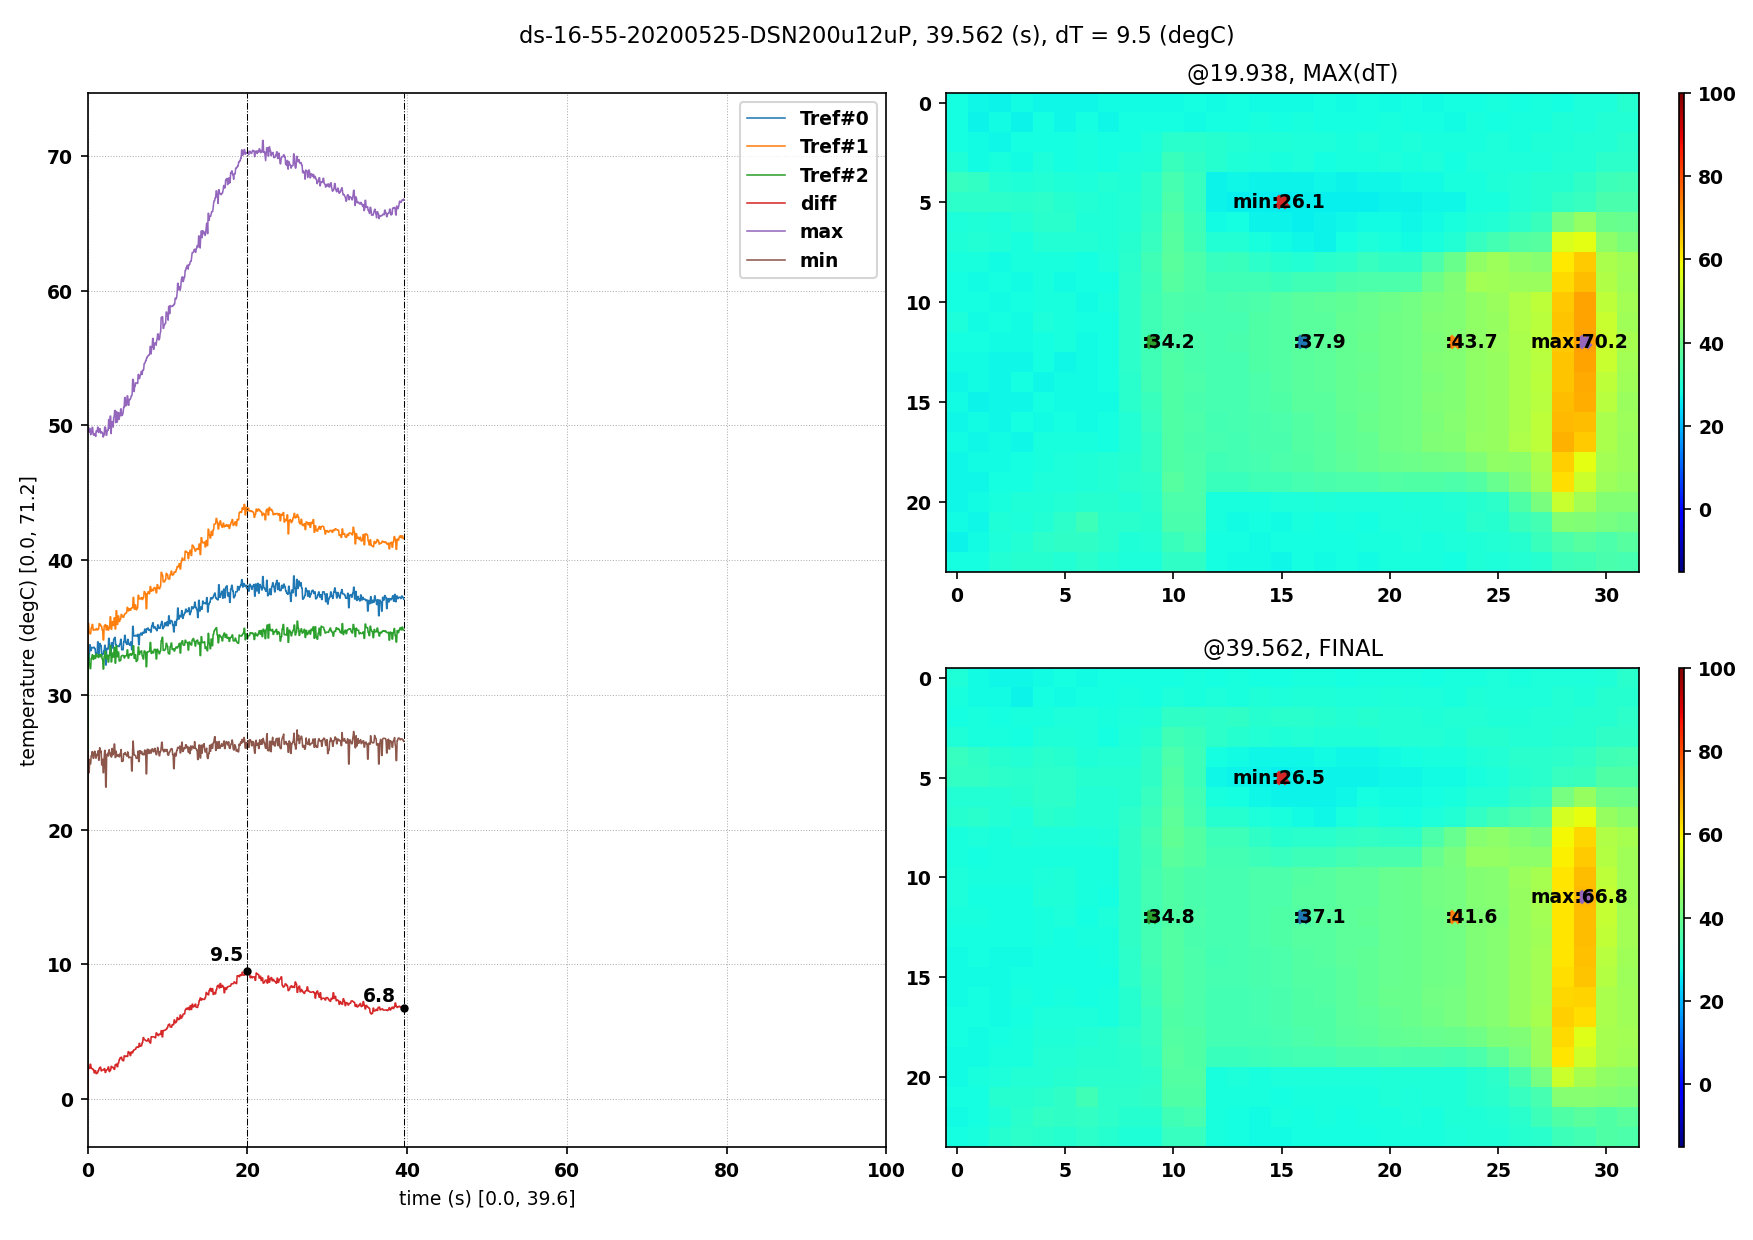 ds-16-55-20200525-DSN200u12uP, 39.562 (s), dT = 9.5 (degC)
temperature (degC) [0.0, 71.2]
70
60
50
40
30
20
10
0
Tref#0
Tref#1
Tref#2
diff
max
min
9.5
6.8
0 20 40 60 80 100
time (s) [0.0, 39.6]
@19.938, MAX(dT)
0
5
10
15
20
min:26.1
:34.2 :37.9 :43.7 max:70.2
0 5 10 15 20 25 30
100
80
60
40
20
0
@39.562, FINAL
0
5
10
15
20
min:26.5
max:66.8
:34.8 :37.1 :41.6
0 5 10 15 20 25 30
100
80
60
40
20
0